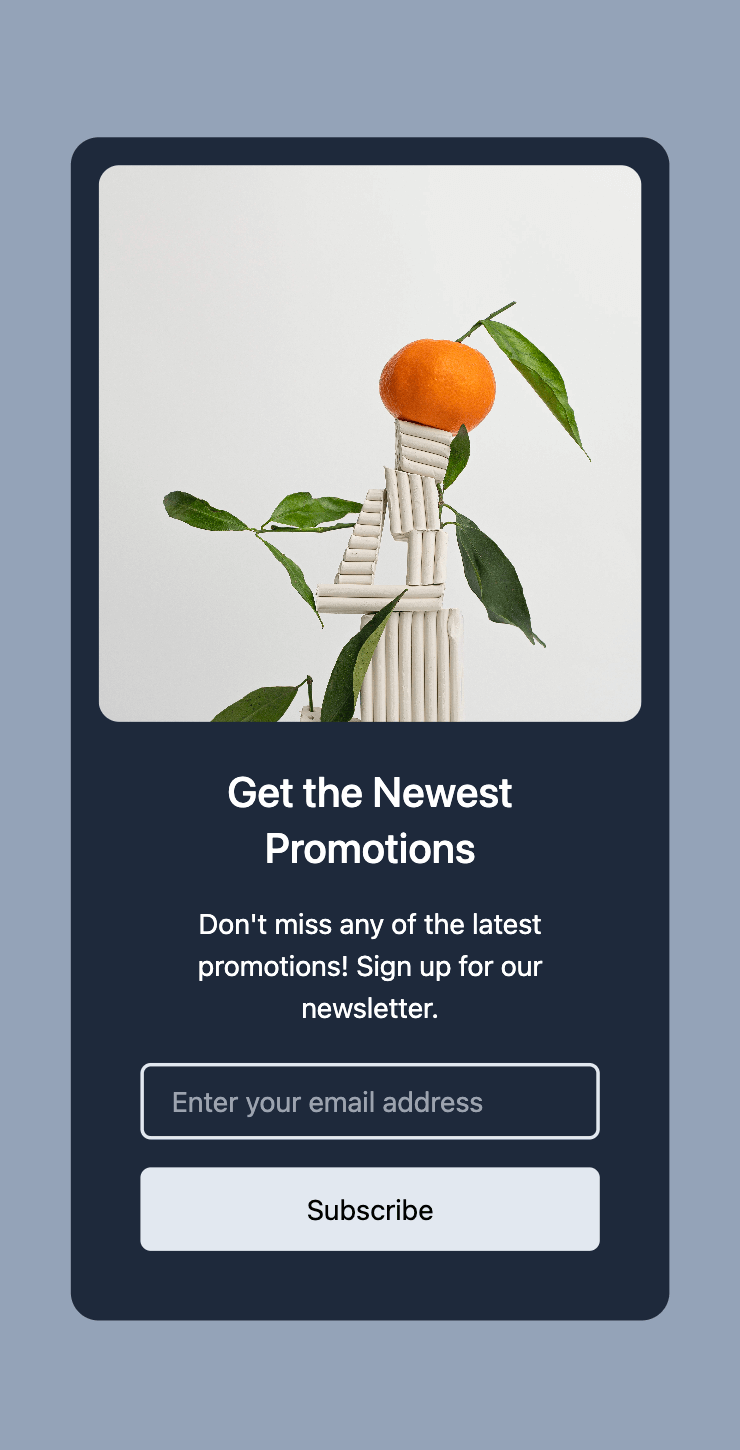 Get the Newest
Promotions
Don't miss any of the latest
promotions! Sign up for our
newsletter.
Enter your email address
Subscribe